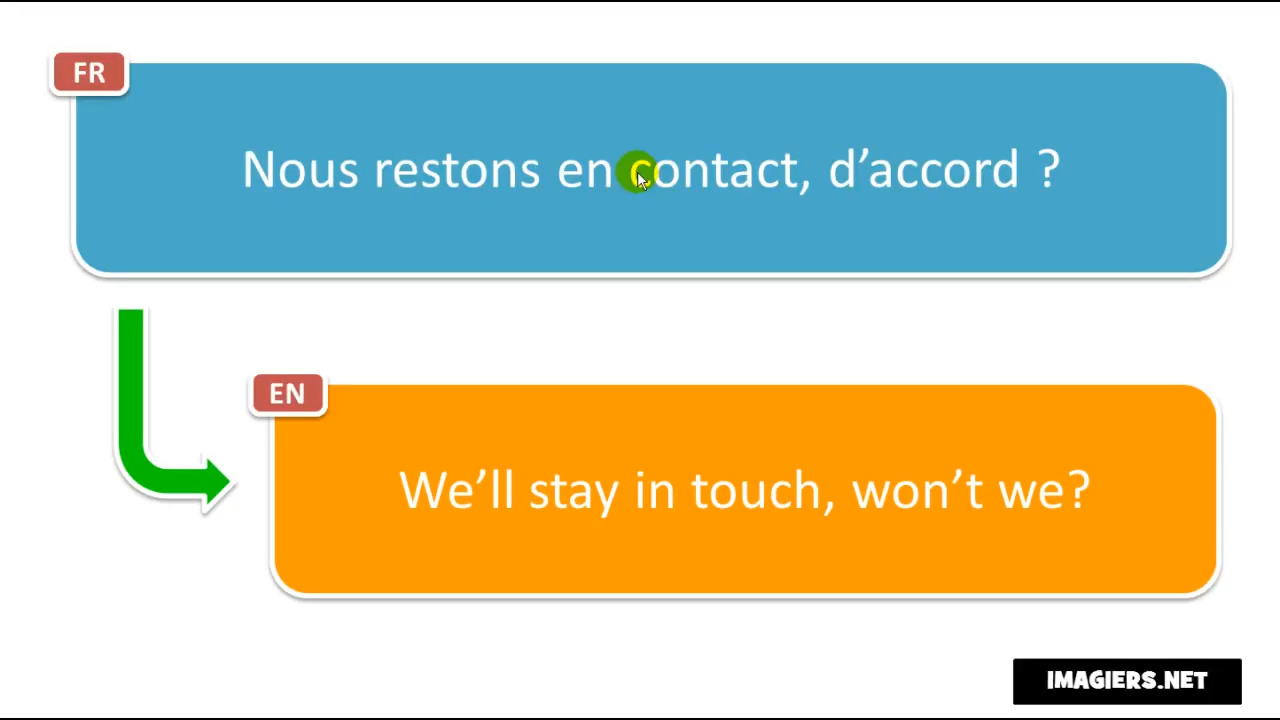 FR
Nous restons en contact, d’accord ?
EN
We’ll stay in touch, won’t we?
IMAGIERS.NET